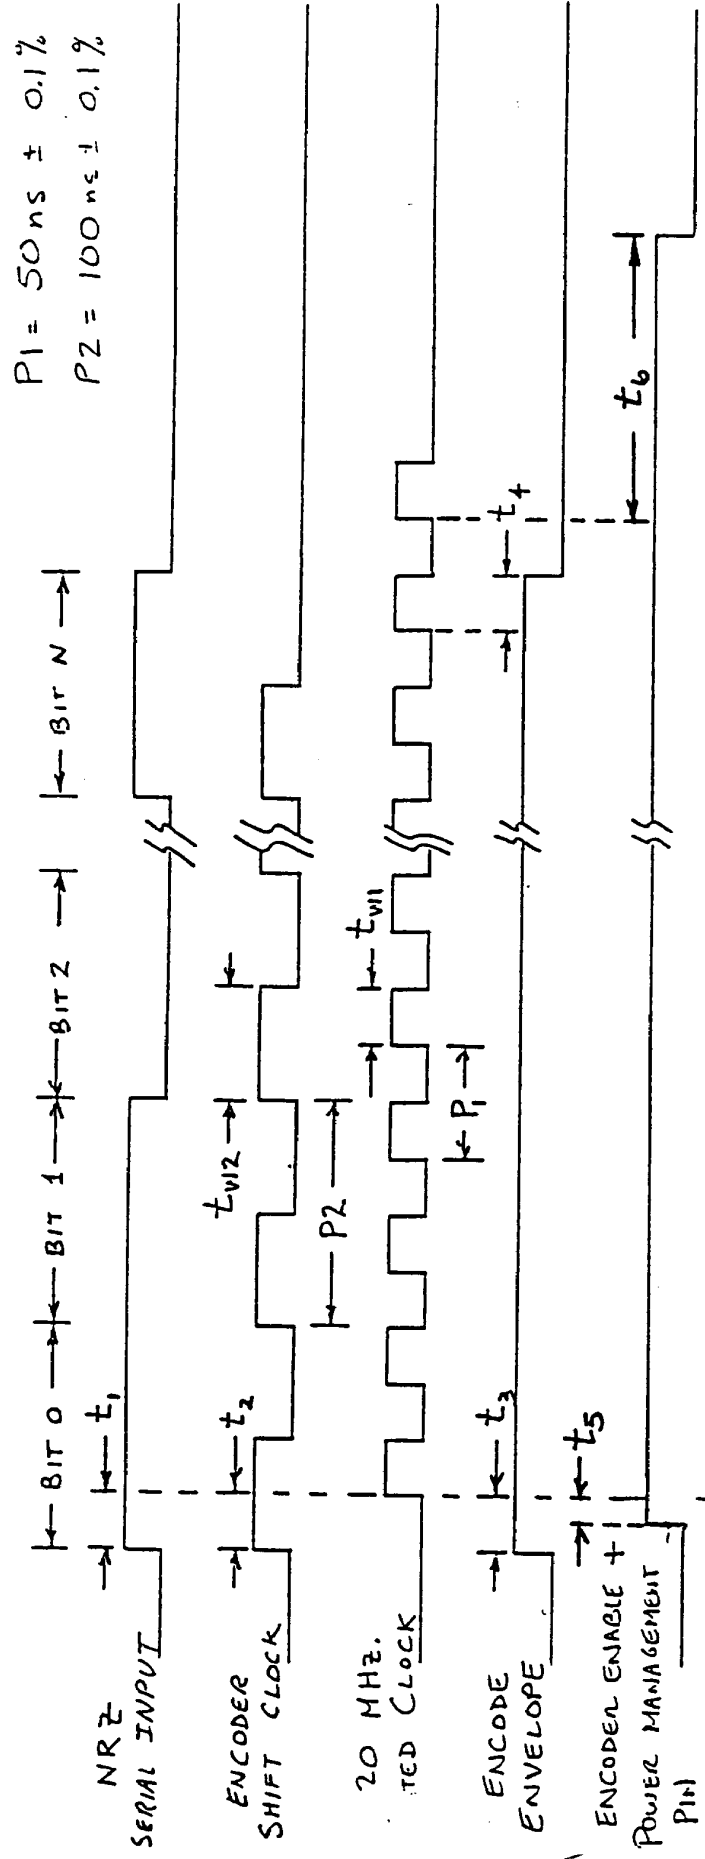 P1 = 50 ns ± 0.1%
P2 = 100 ns ± 0.1%
BIT 0
BIT 1
BIT 2
BIT N
NRZ
SERIAL INPUT
t1
ENCODER
SHIFT CLOCK
t2
tw12
P2
20 MHz.
TED CLOCK
tw11
P1
ENCODE
ENVELOPE
t3
t4
ENCODER ENABLE +
POWER MANAGEMENT
PIN
t5
t6